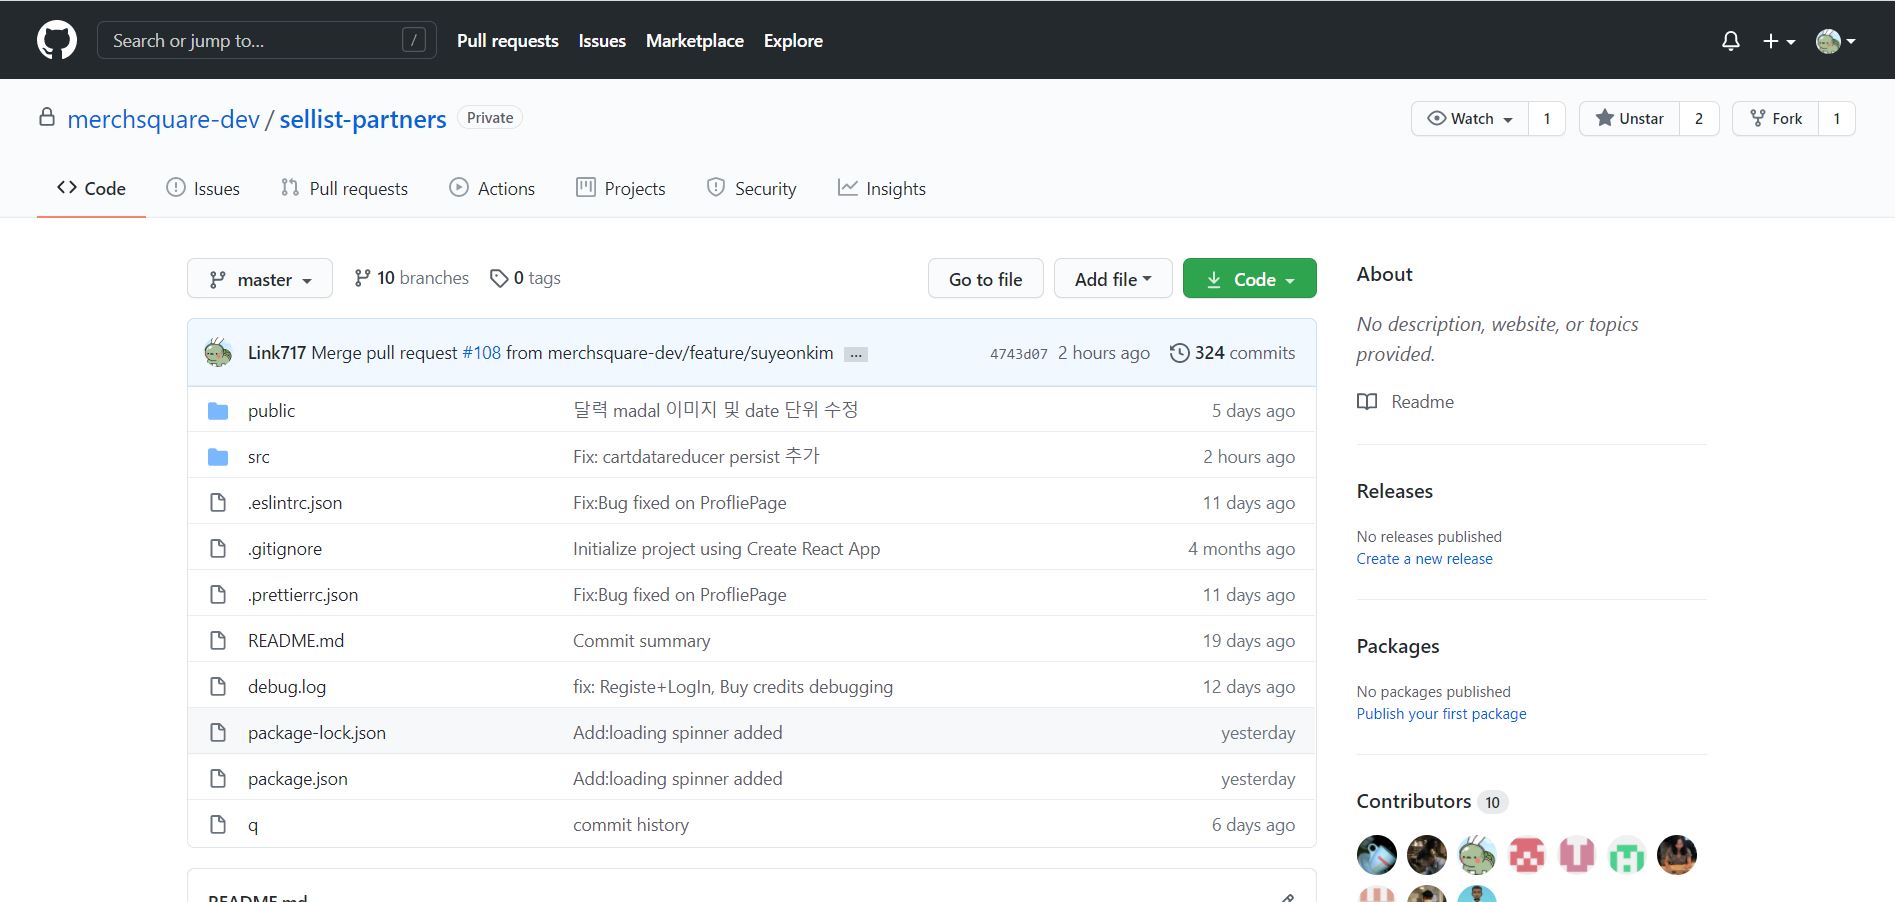 Search or jump to... /
Pull requests Issues Marketplace Explore
merchsquare-dev / sellist-partners Private
Watch 1 Unstar 2 Fork 1
Code Issues Pull requests Actions Projects Security Insights
master 10 branches 0 tags Go to file Add file Code
Link717 Merge pull request #108 from merchsquare-dev/feature/suyeonkim ... 4743d07 2 hours ago 324 commits
public 달력 madal 이미지 및 date 단위 수정 5 days ago
src Fix: cartdatareducer persist 추가 2 hours ago
.eslintrc.json Fix:Bug fixed on ProfliePage 11 days ago
.gitignore Initialize project using Create React App 4 months ago
.prettierrc.json Fix:Bug fixed on ProfliePage 11 days ago
README.md Commit summary 19 days ago
debug.log fix: Registe+LogIn, Buy credits debugging 12 days ago
package-lock.json Add:loading spinner added yesterday
package.json Add:loading spinner added yesterday
q commit history 6 days ago
README.md
About
No description, website, or topics
provided.
Readme
Releases
No releases published
Create a new release
Packages
No packages published
Publish your first package
Contributors 10